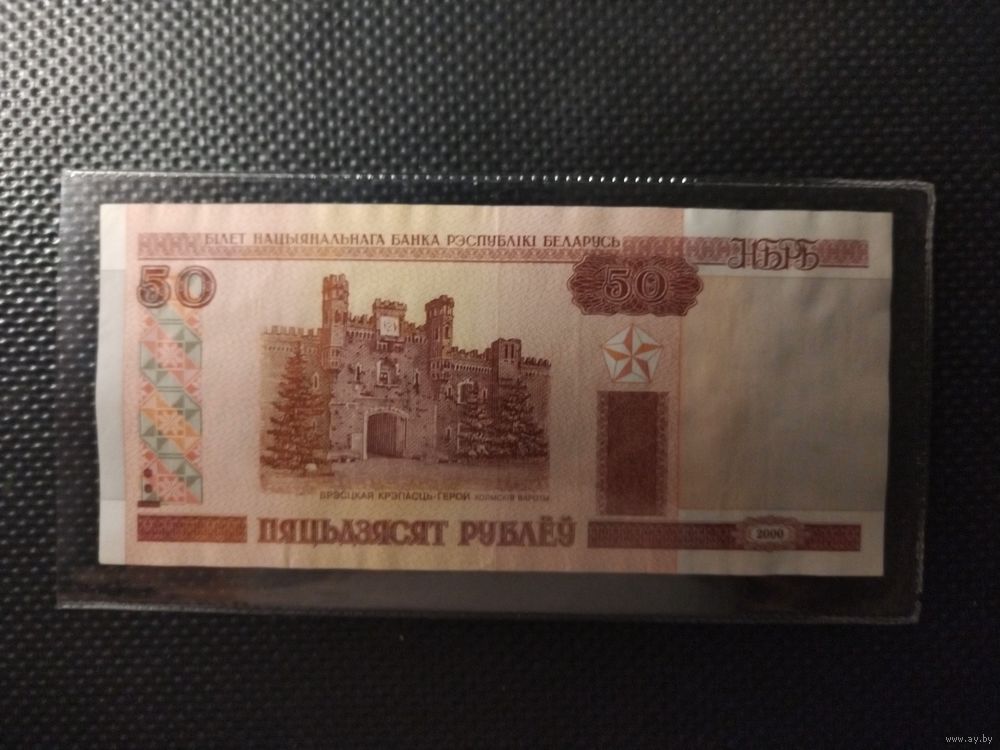 БІЛЕТ НАЦЫЯНАЛЬНАГА БАНКА РЭСПУБЛІКІ БЕЛАРУСЬ
НБРБ
50
50
БРЭСЦКАЯ КРЭПАСЦЬ-ГЕРОЙ ХОЛМСКІЯ ВАРОТЫ
ПЯЦЬДЗЯСЯТ РУБЛЁЎ
2000
www.ay.by